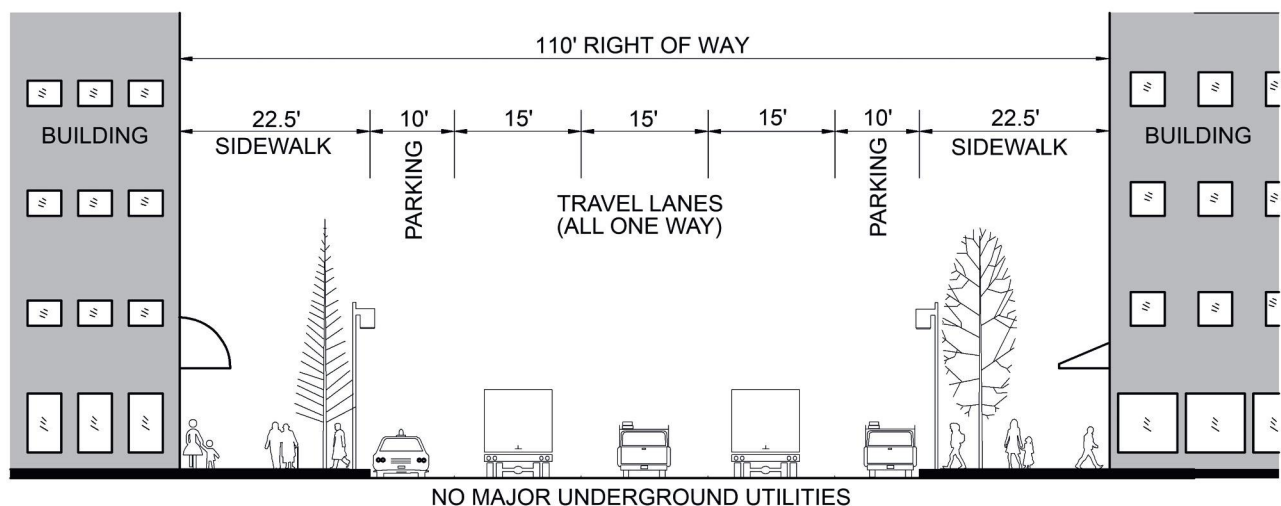 110' RIGHT OF WAY
22.5'
10'
15'
15'
15'
10'
22.5'
BUILDING
SIDEWALK
PARKING
TRAVEL LANES
(ALL ONE WAY)
PARKING
SIDEWALK
BUILDING
NO MAJOR UNDERGROUND UTILITIES